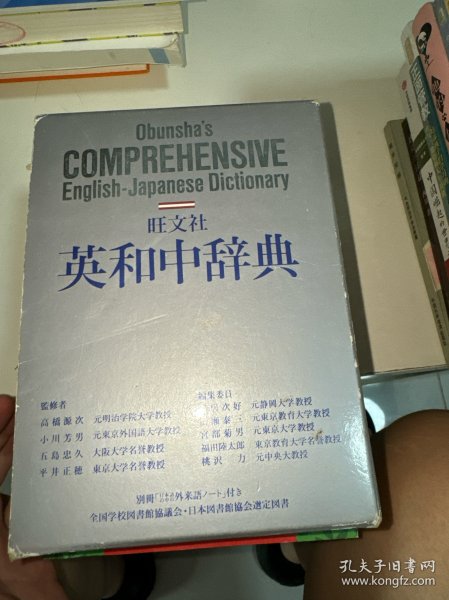 Obunsha's
COMPREHENSIVE
English-Japanese Dictionary
旺文社
英和中辞典
監修者
高橋源次 元明治学院大学教授
小川芳男 元東京外国語大学教授
五島忠久 大阪大学名誉教授
平井正穂 東京大学名誉教授
編集委員
次好 元静岡大学教授
泰三 元東京教育大学教授
宮部菊男 元東京大学教授
福田陸太郎 東京教育大学名誉教授
桃沢力 元中央大教授
別冊「外来語ノート」付き
全国学校図書館協議会・日本図書館協会選定図書
中国崛起
孔夫子旧书网
www.kongfz.com